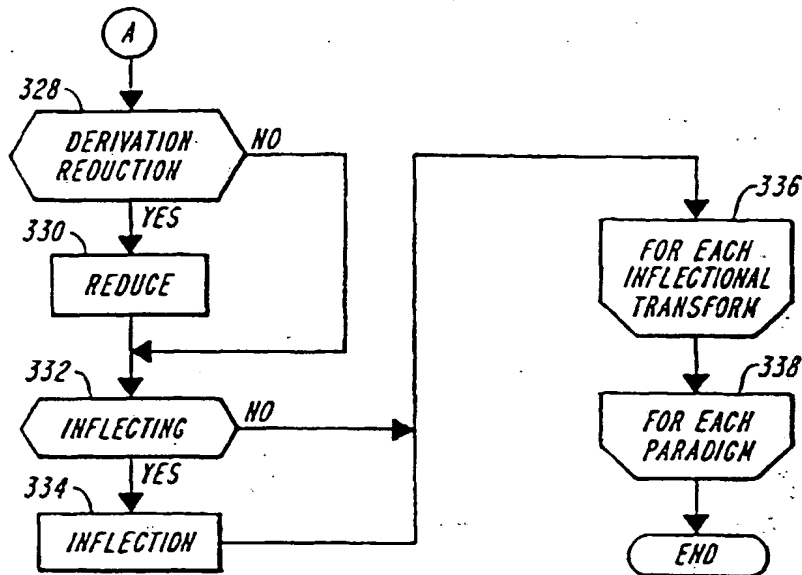 A
328
DERIVATION
REDUCTION
NO
YES
330
REDUCE
332
INFLECTING
NO
YES
334
INFLECTION
336
FOR EACH
INFLECTIONAL
TRANSFORM
338
FOR EACH
PARADIGM
END